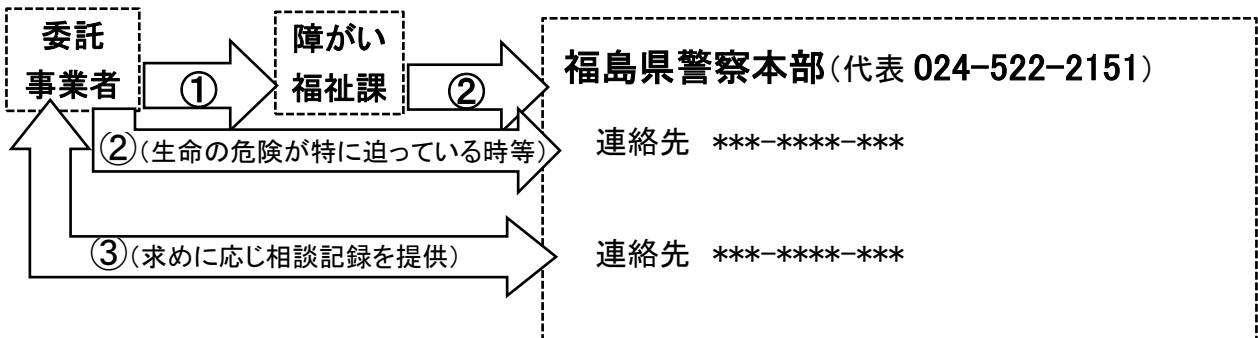 委託
事業者
①
障がい
福祉課
②
福島県警察本部(代表 024-522-2151)
②(生命の危険が特に迫っている時等)
連絡先 ***-****-***
③(求めに応じ相談記録を提供)
連絡先 ***-****-***